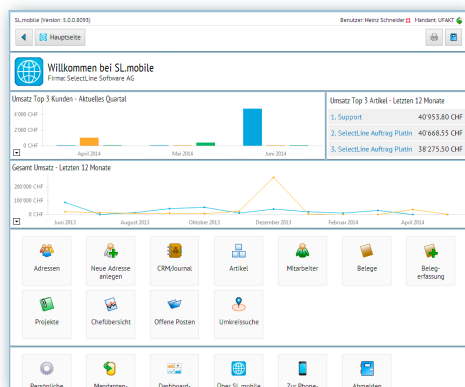 SL.mobile (Version: 5.0.0.8093)
Benutzer: Heinz Schneider Mandant: UFAKT
Hauptseite
Willkommen bei SL.mobile
Firma: SelectLine Software AG
Umsatz Top 3 Kunden - Aktuelles Quartal
4'000 CHF
2'000 CHF
0 CHF
April 2014 Mai 2014 Juni 2014
Umsatz Top 3 Artikel - Letzten 12 Monate
1. Support 40'953.80 CHF
2. SelectLine Auftrag Platin 40'668.55 CHF
3. SelectLine Auftrag Platin 38'275.50 CHF
Gesamt Umsatz - Letzten 12 Monate
200'000 CHF
100'000 CHF
0 CHF
Juni 2013 August 2013 Oktober 2013 Dezember 2013 Februar 2014 April 2014
Adressen
Neue Adresse anlegen
CRM/Journal
Artikel
Mitarbeiter
Belege
Beleg-
erfassung
Projekte
Chefübersicht
Offene Posten
Umkreissuche
Persönliche
Mandanten-
Dashboard-
Über SL.mobile
Zur Phone-
Abmelden